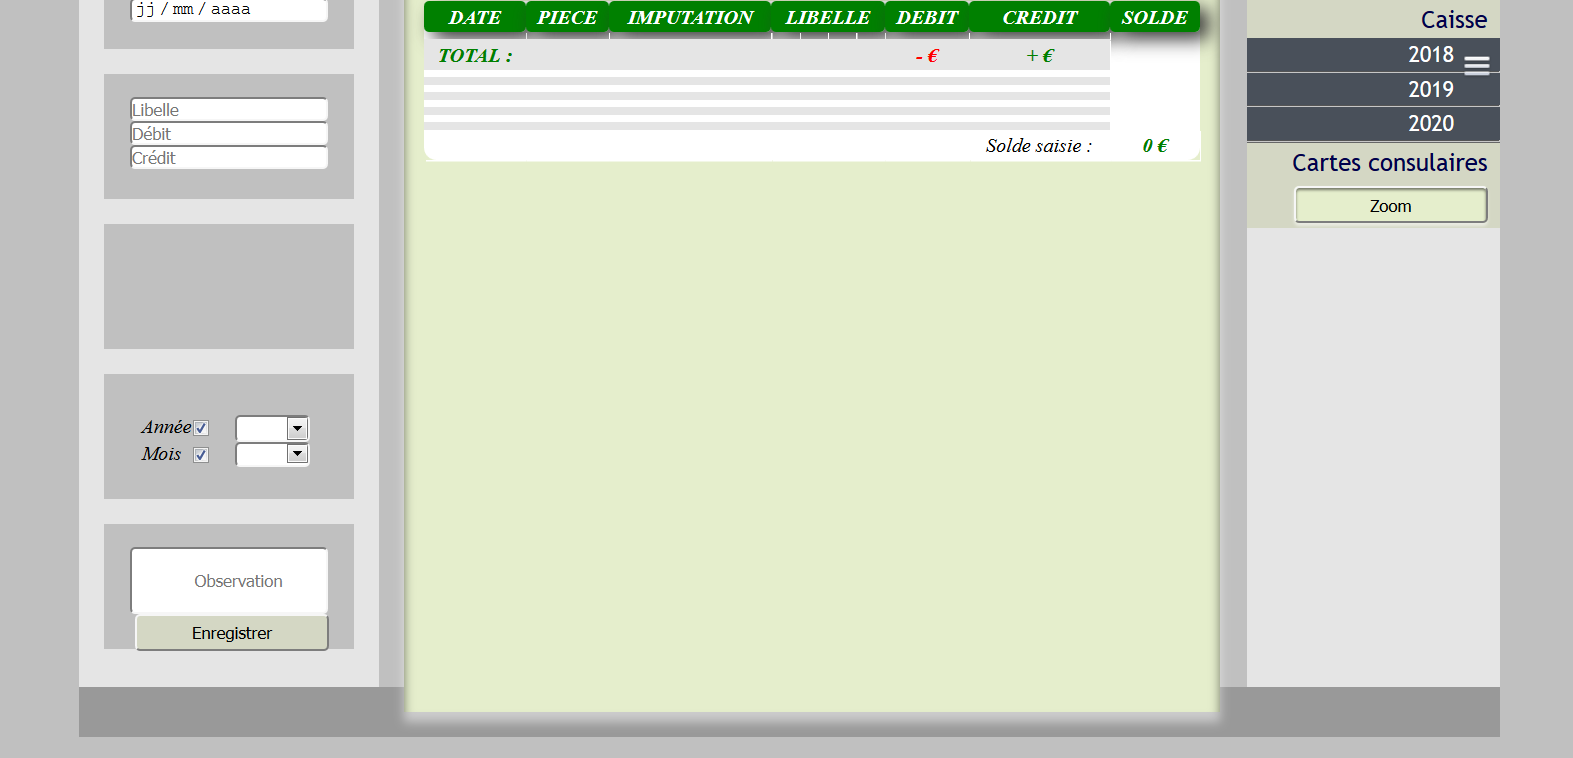 jj / mm / aaaa
Libelle
Débit
Crédit
Année
Mois
Observation
Enregistrer
DATE PIECE IMPUTATION LIBELLE DEBIT CREDIT SOLDE
TOTAL : - € + €
Solde saisie : 0 €
Caisse
2018
2019
2020
Cartes consulaires
Zoom